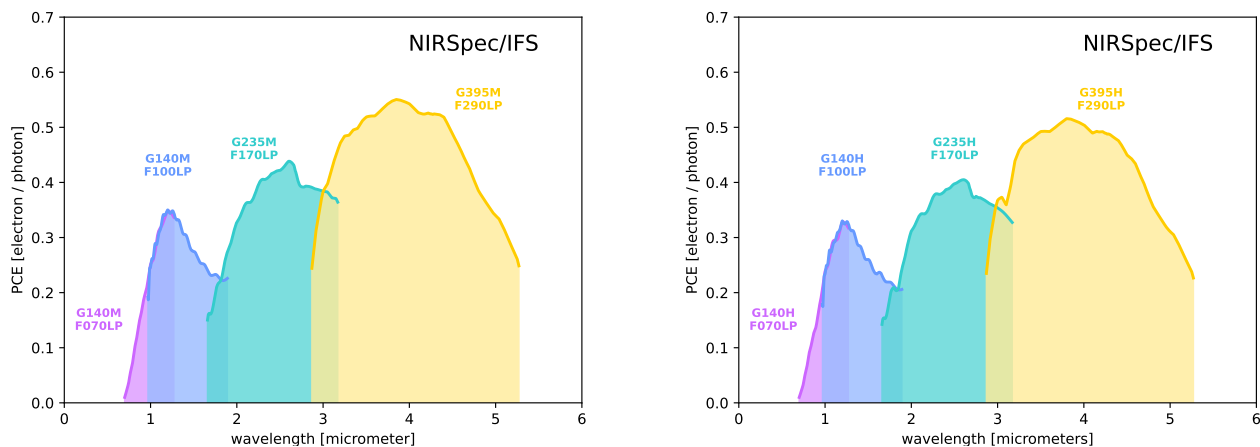 NIRSpec/IFS
G395M
F290LP
G235M
F170LP
G140M
F100LP
G140M
F070LP
PCE [electron / photon]
0.7
0.6
0.5
0.4
0.3
0.2
0.1
0.0
0 1 2 3 4 5 6
wavelength [micrometer]
NIRSpec/IFS
G395H
F290LP
G235H
F170LP
G140H
F100LP
G140H
F070LP
PCE [electron / photon]
0.7
0.6
0.5
0.4
0.3
0.2
0.1
0.0
0 1 2 3 4 5 6
wavelength [micrometers]